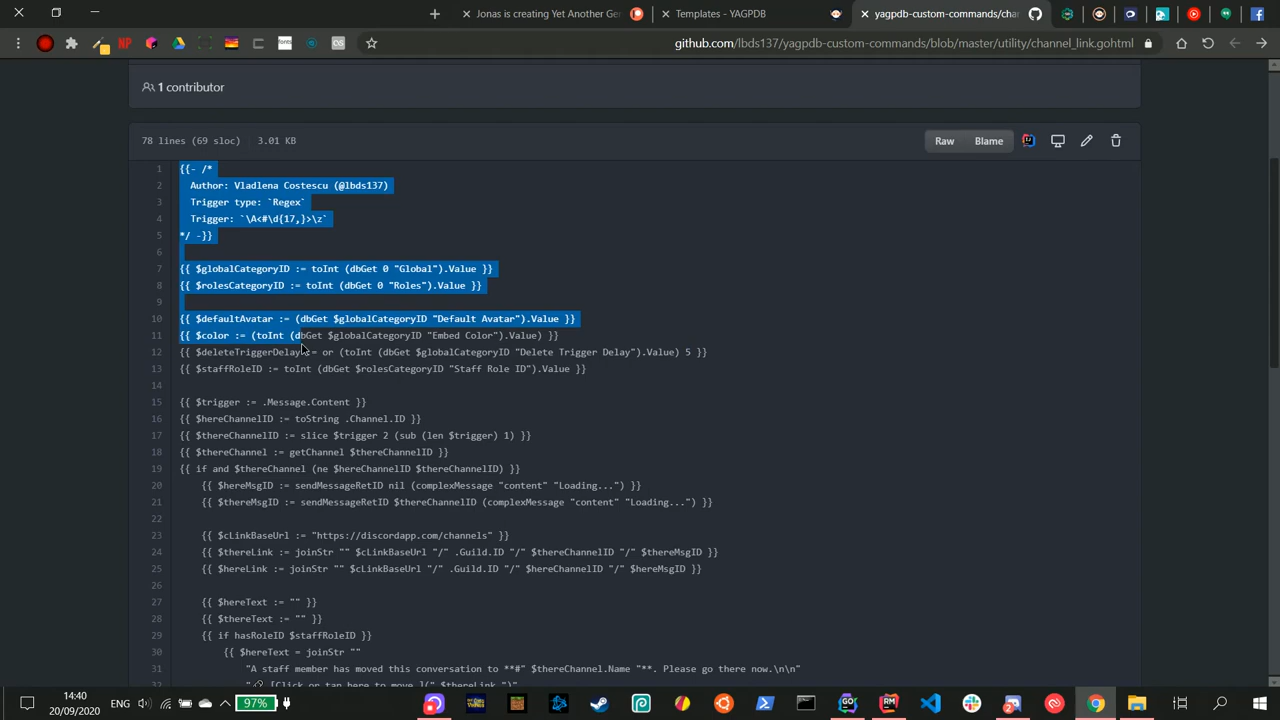 Jonas is creating Yet Another Ger
Templates - YAGPDB
yagpdb-custom-commands/char
github.com/lbds137/yagpdb-custom-commands/blob/master/utility/channel_link.gohtml
1 contributor
78 lines (69 sloc) 3.01 KB
Raw Blame
1 {{- /*
2 Author: Vladlena Costescu (@lbds137)
3 Trigger type: `Regex`
4 Trigger: `\A<#\d{17,}>\z`
5 */ -}}
6
7 {{ $globalCategoryID := toInt (dbGet 0 "Global").Value }}
8 {{ $rolesCategoryID := toInt (dbGet 0 "Roles").Value }}
9
10 {{ $defaultAvatar := (dbGet $globalCategoryID "Default Avatar").Value }}
11 {{ $color := (toInt (dbGet $globalCategoryID "Embed Color").Value) }}
12 {{ $deleteTriggerDelay := or (toInt (dbGet $globalCategoryID "Delete Trigger Delay").Value) 5 }}
13 {{ $staffRoleID := toInt (dbGet $rolesCategoryID "Staff Role ID").Value }}
14
15 {{ $trigger := .Message.Content }}
16 {{ $hereChannelID := toString .Channel.ID }}
17 {{ $thereChannelID := slice $trigger 2 (sub (len $trigger) 1) }}
18 {{ $thereChannel := getChannel $thereChannelID }}
19 {{ if and $thereChannel (ne $hereChannelID $thereChannelID) }}
20 {{ $hereMsgID := sendMessageRetID nil (complexMessage "content" "Loading...") }}
21 {{ $thereMsgID := sendMessageRetID $thereChannelID (complexMessage "content" "Loading...") }}
22
23 {{ $cLinkBaseUrl := "https://discordapp.com/channels" }}
24 {{ $thereLink := joinStr "" $cLinkBaseUrl "/" .Guild.ID "/" $thereChannelID "/" $thereMsgID }}
25 {{ $hereLink := joinStr "" $cLinkBaseUrl "/" .Guild.ID "/" $hereChannelID "/" $hereMsgID }}
26
27 {{ $hereText := "" }}
28 {{ $thereText := "" }}
29 {{ if hasRoleID $staffRoleID }}
30 {{ $hereText = joinStr ""
31 "A staff member has moved this conversation to **#" $thereChannel.Name "**. Please go there now.\n\n"
32 "🔗 [Click or tap here to move.](" $thereLink ")"
14:40
20/09/2020
ENG
97%